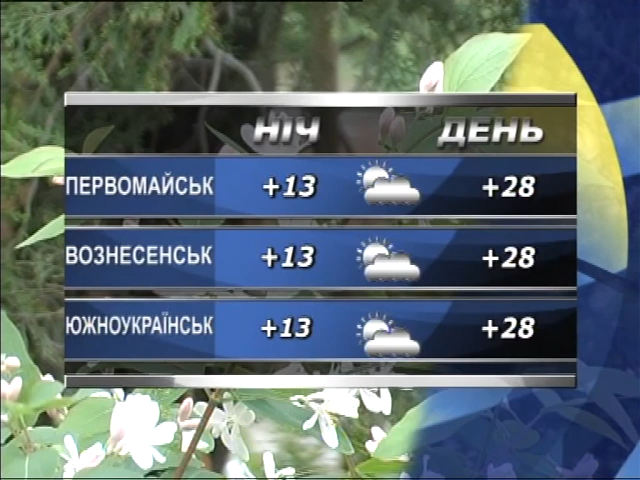 НІЧ ДЕНЬ
ПЕРВОМАЙСЬК +13 +28
ВОЗНЕСЕНСЬК +13 +28
ЮЖНОУКРАЇНСЬК +13 +28